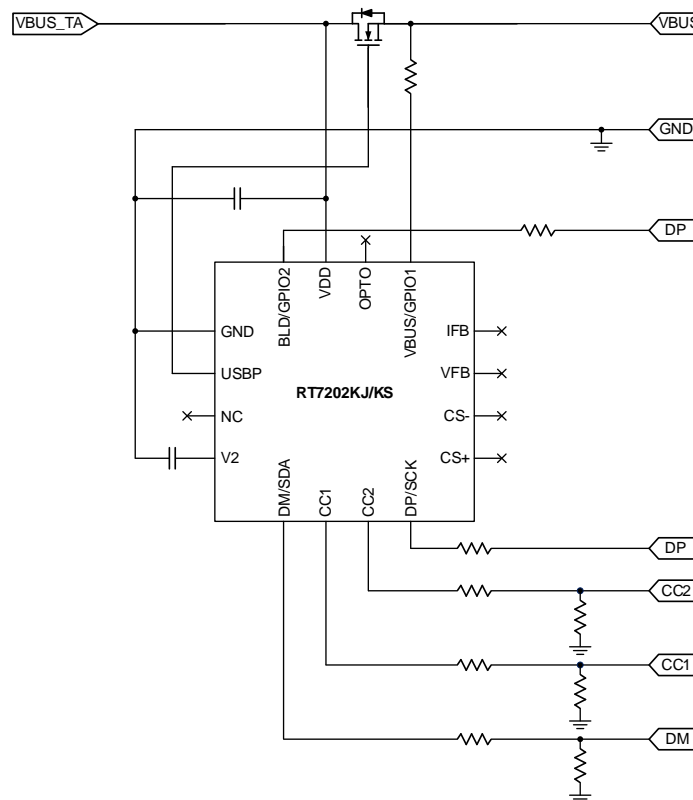 VBUS_TA
VBUS
GND
DP
BLD/GPIO2
VDD
OPTO
VBUS/GPIO1
GND
IFB
USBP
VFB
RT7202KJ/KS
NC
CS-
V2
CS+
DM/SDA
CC1
CC2
DP/SCK
DP
CC2
CC1
DM